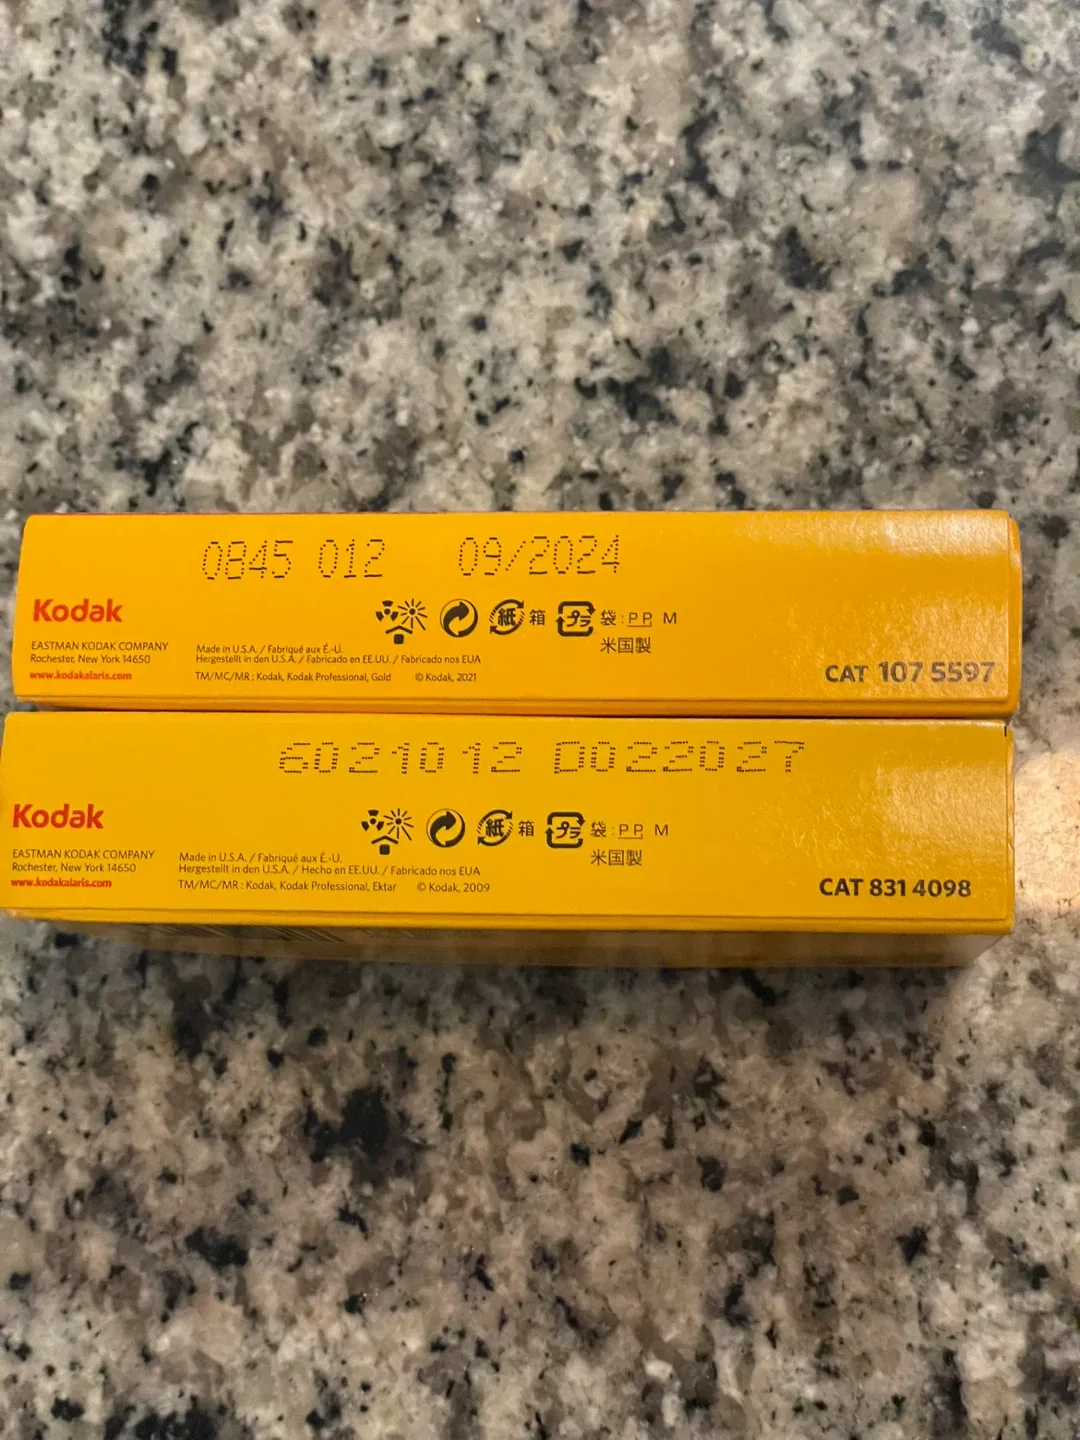 0845 012 09/2024
Kodak
紙 箱 プラ 袋 : PP M
米国製
EASTMAN KODAK COMPANY
Rochester, New York 14650
www.kodakalaris.com
Made in U.S.A. / Fabriqué aux É.-U.
Hergestellt in den U.S.A. / Fabricado en EE.UU. / Fabricado nos EUA
TM/MC/MR : Kodak, Kodak Professional, Gold © Kodak, 2021
CAT 107 5597
6021012 D022027
Kodak
紙 箱 プラ 袋 : PP M
米国製
EASTMAN KODAK COMPANY
Rochester, New York 14650
www.kodakalaris.com
Made in U.S.A. / Fabriqué aux É.-U.
Hergestellt in den U.S.A. / Hecho en EE.UU. / Fabricado nos EUA
TM/MC/MR : Kodak, Kodak Professional, Ektar © Kodak, 2009
CAT 831 4098